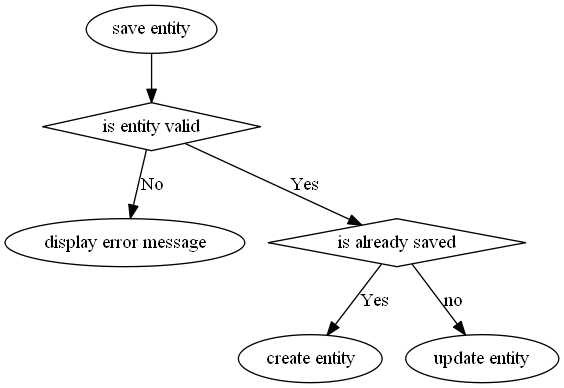 save entity
is entity valid
No
Yes
display error message
is already saved
Yes
no
create entity
update entity